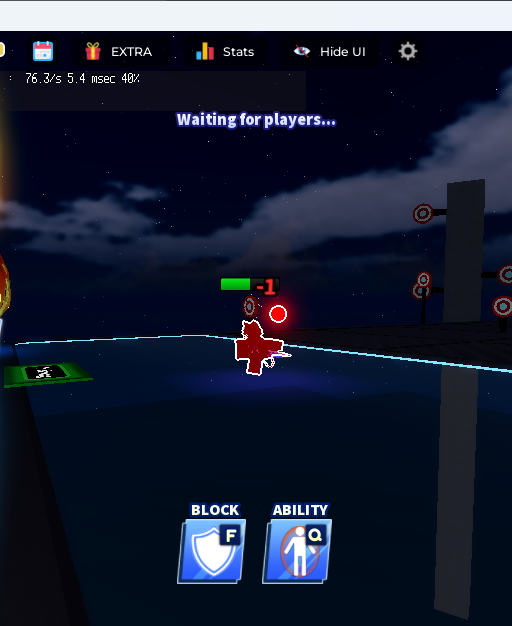 EXTRA
Stats
Hide UI
: 76.3/s 5.4 msec 40%
Waiting for players...
-1
BLOCK
ABILITY
F
Q